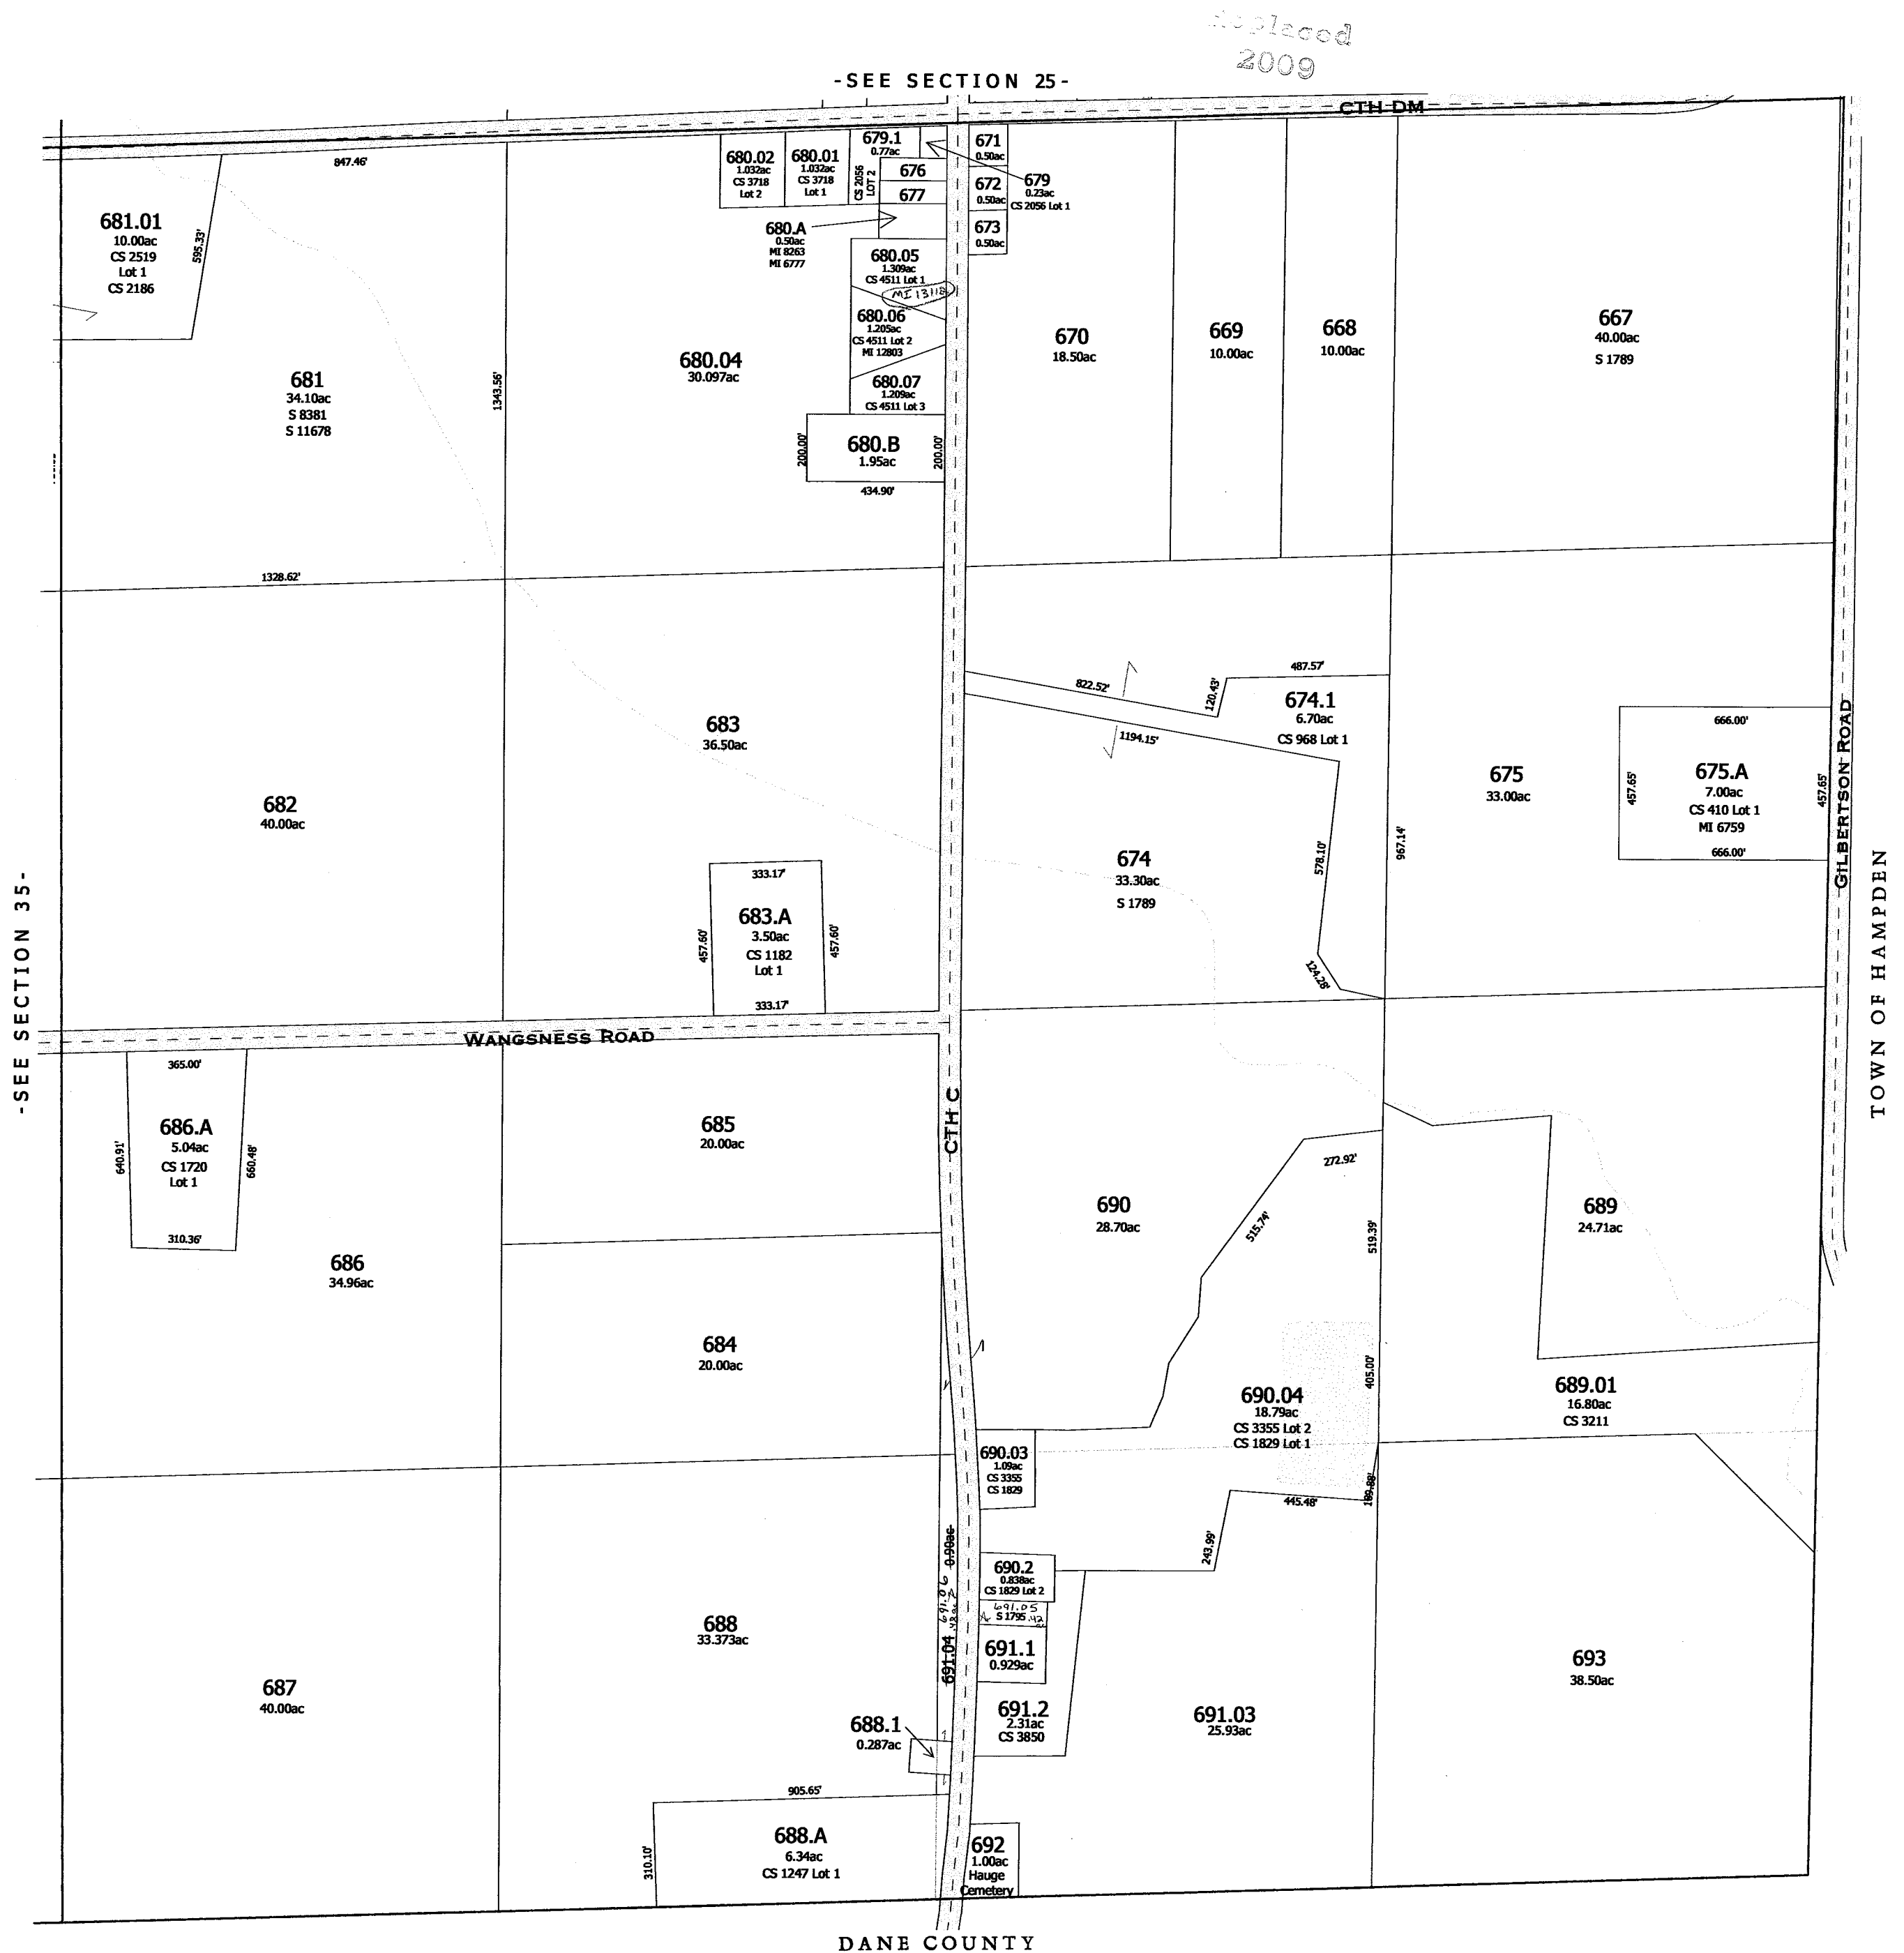 Replaced
2009
-SEE SECTION 25-
CTH DM
847.46'
681.01
10.00ac
CS 2519
Lot 1
CS 2186
595.33'
681
34.10ac
S 8381
S 11678
1343.56'
1328.62'
680.02
1.032ac
CS 3718
Lot 2
680.01
1.032ac
CS 3718
Lot 1
679.1
0.77ac
CS 2056
LOT 2
676
677
680.A
0.50ac
MI 8263
MI 6777
680.05
1.309ac
CS 4511 Lot 1
MI 13118
680.06
1.205ac
CS 4511 Lot 2
MI 12803
680.07
1.209ac
CS 4511 Lot 3
680.04
30.097ac
680.B
1.95ac
200.00'
200.00'
434.90'
671
0.50ac
672
0.50ac
673
0.50ac
679
0.23ac
CS 2056 Lot 1
670
18.50ac
669
10.00ac
668
10.00ac
667
40.00ac
S 1789
682
40.00ac
683
36.50ac
333.17'
683.A
3.50ac
CS 1182
Lot 1
457.60'
457.60'
333.17'
822.52'
120.43'
487.57'
674.1
6.70ac
CS 968 Lot 1
1194.15'
674
33.30ac
S 1789
578.10'
124.28'
967.14'
675
33.00ac
666.00'
675.A
7.00ac
CS 410 Lot 1
MI 6759
457.65'
457.65'
666.00'
GILBERTSON ROAD
TOWN OF HAMPDEN
-SEE SECTION 35-
WANGSNESS ROAD
CTH C
365.00'
686.A
5.04ac
CS 1720
Lot 1
640.91'
660.48'
310.36'
686
34.96ac
685
20.00ac
684
20.00ac
690
28.70ac
272.92'
515.74'
519.39'
405.00'
689
24.71ac
689.01
16.80ac
CS 3211
690.04
18.79ac
CS 3355 Lot 2
CS 1829 Lot 1
690.03
1.09ac
CS 3355
CS 1829
445.48'
189.88'
243.99'
690.2
0.838ac
CS 1829 Lot 2
691.05
S 1795 .42
691.1
0.929ac
691.2
2.31ac
CS 3850
691.04
0.90ac
691.06
691.03
25.93ac
693
38.50ac
687
40.00ac
688
33.373ac
688.1
0.287ac
905.65'
310.10'
688.A
6.34ac
CS 1247 Lot 1
692
1.00ac
Hauge
Cemetery
DANE COUNTY